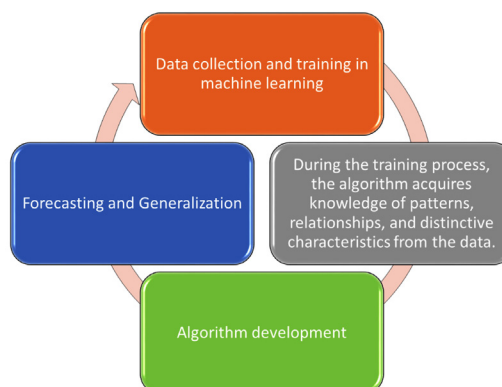 Data collection and training in
machine learning
During the training process,
the algorithm acquires
knowledge of patterns,
relationships, and distinctive
characteristics from the data.
Algorithm development
Forecasting and Generalization